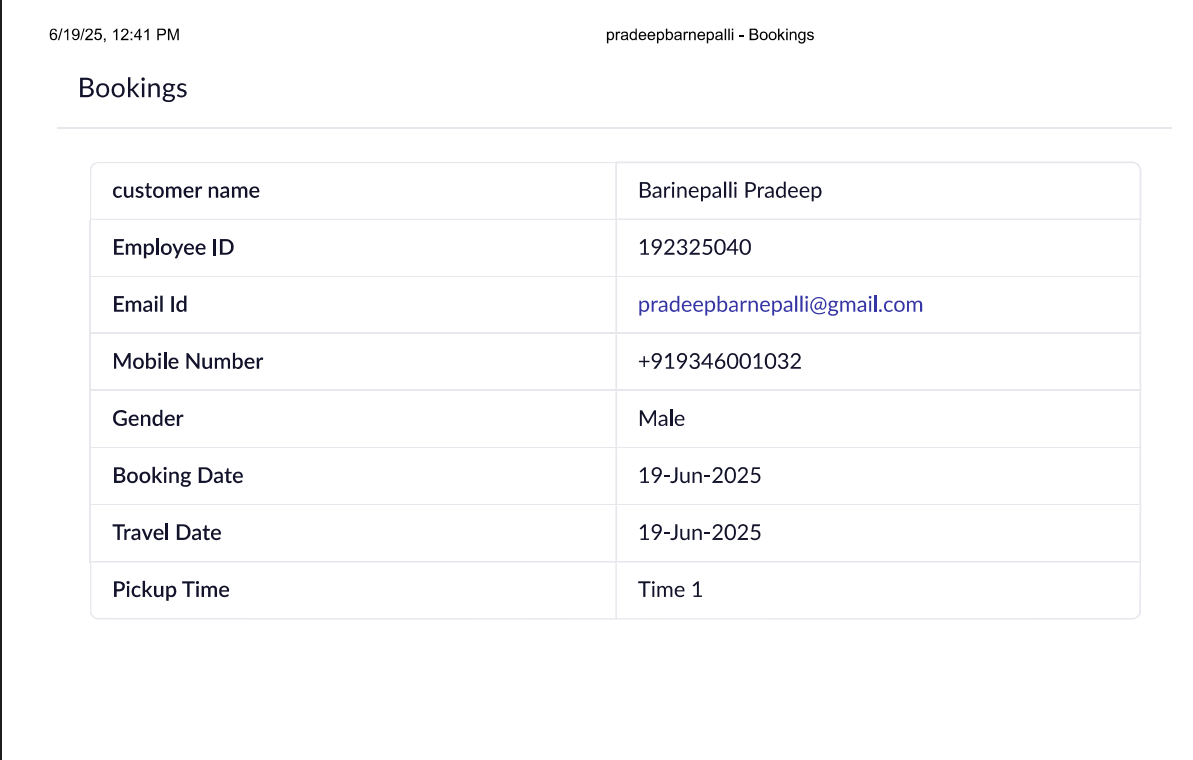 6/19/25, 12:41 PM pradeepbarnepalli - Bookings
Bookings
customer name Barinepalli Pradeep
Employee ID 192325040
Email Id pradeepbarnepalli@gmail.com
Mobile Number +919346001032
Gender Male
Booking Date 19-Jun-2025
Travel Date 19-Jun-2025
Pickup Time Time 1